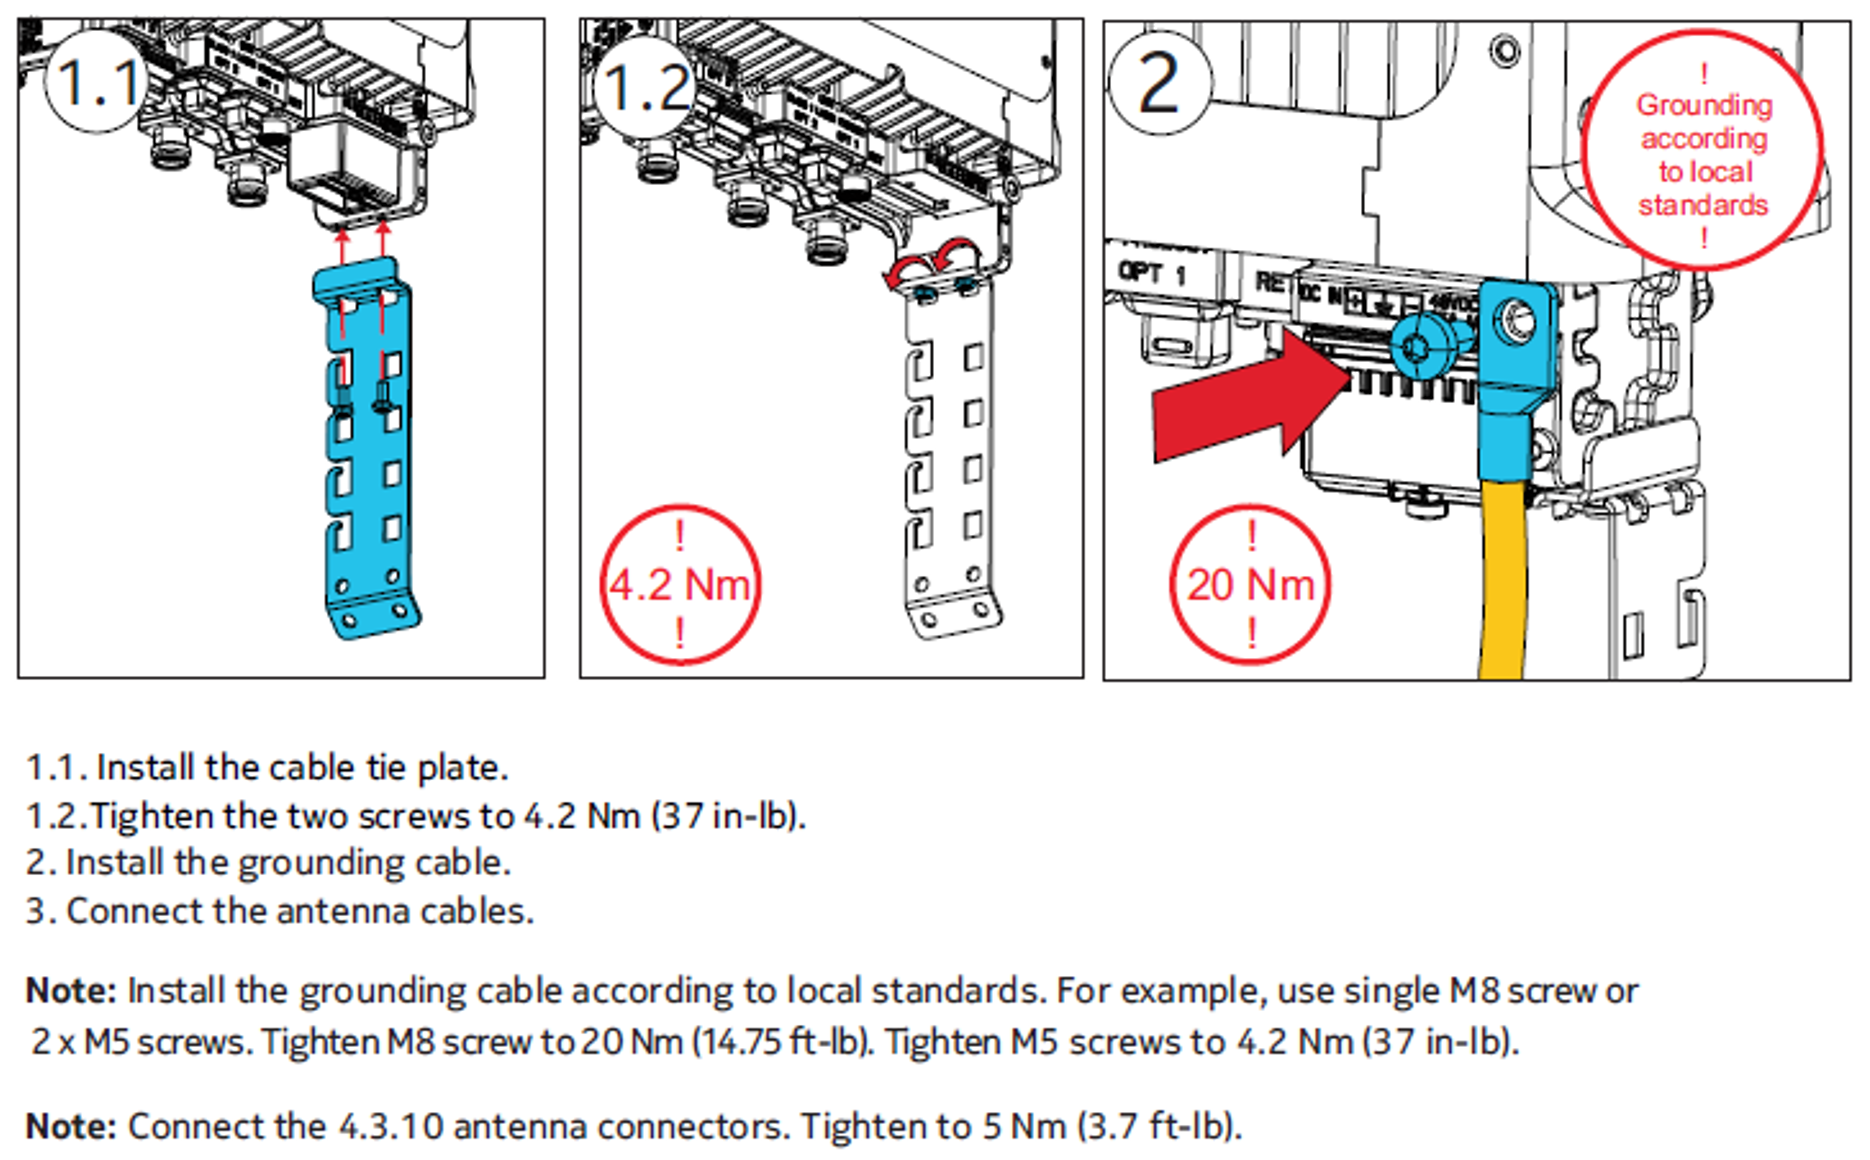 1.1
1.2
2
!
Grounding
according
to local
standards
!
OPT 1
DC IN
!
4.2 Nm
!
!
20 Nm
!
1.1. Install the cable tie plate.
1.2.Tighten the two screws to 4.2 Nm (37 in-lb).
2. Install the grounding cable.
3. Connect the antenna cables.
Note: Install the grounding cable according to local standards. For example, use single M8 screw or
2 x M5 screws. Tighten M8 screw to 20 Nm (14.75 ft-lb). Tighten M5 screws to 4.2 Nm (37 in-lb).
Note: Connect the 4.3.10 antenna connectors. Tighten to 5 Nm (3.7 ft-lb).